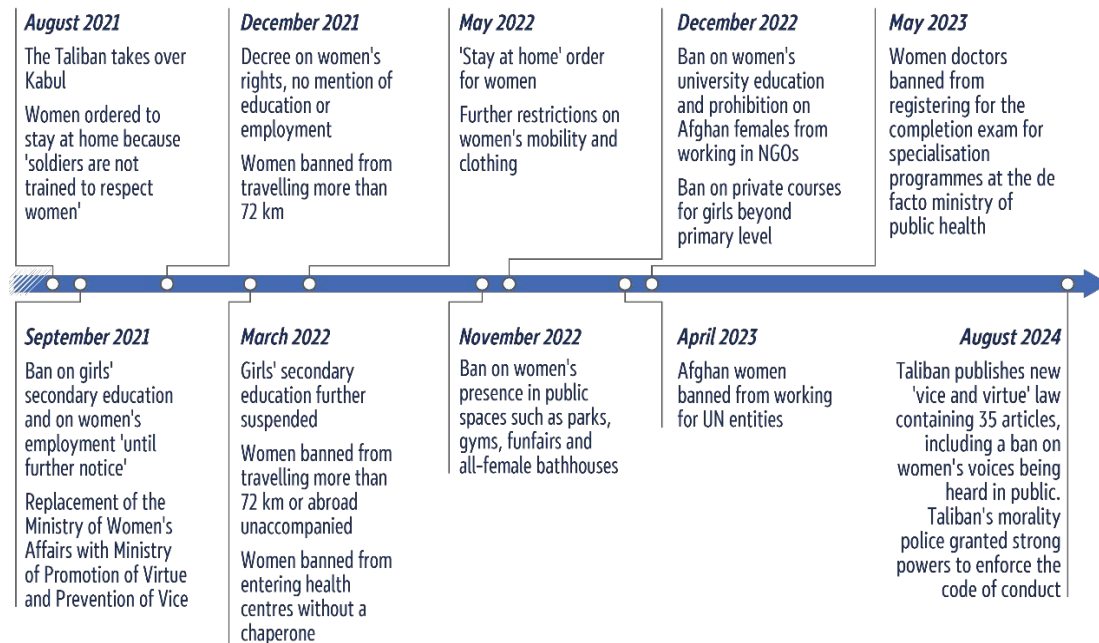 August 2021
The Taliban takes over
Kabul
Women ordered to
stay at home because
'soldiers are not
trained to respect
women'
December 2021
Decree on women's
rights, no mention of
education or
employment
Women banned from
travelling more than
72 km
May 2022
'Stay at home' order
for women
Further restrictions on
women's mobility and
clothing
December 2022
Ban on women's
university education
and prohibition on
Afghan females from
working in NGOs
Ban on private courses
for girls beyond
primary level
May 2023
Women doctors
banned from
registering for the
completion exam for
specialisation
programmes at the de
facto ministry of
public health
September 2021
Ban on girls'
secondary education
and on women's
employment 'until
further notice'
Replacement of the
Ministry of Women's
Affairs with Ministry
of Promotion of Virtue
and Prevention of Vice
March 2022
Girls' secondary
education further
suspended
Women banned from
travelling more than
72 km or abroad
unaccompanied
Women banned from
entering health
centres without a
chaperone
November 2022
Ban on women's
presence in public
spaces such as parks,
gyms, funfairs and
all-female bathhouses
April 2023
Afghan women
banned from working
for UN entities
August 2024
Taliban publishes new
'vice and virtue' law
containing 35 articles,
including a ban on
women's voices being
heard in public.
Taliban's morality
police granted strong
powers to enforce the
code of conduct